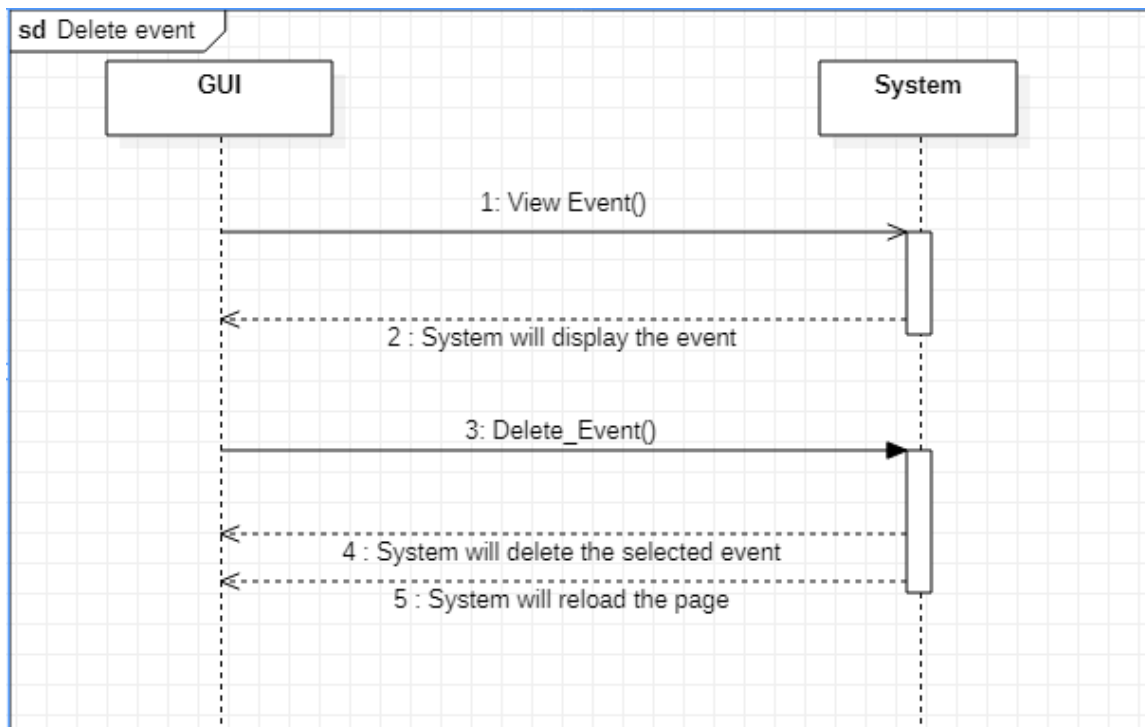 sd Delete event
GUI
System
1: View Event()
2 : System will display the event
3: Delete_Event()
4 : System will delete the selected event
5 : System will reload the page